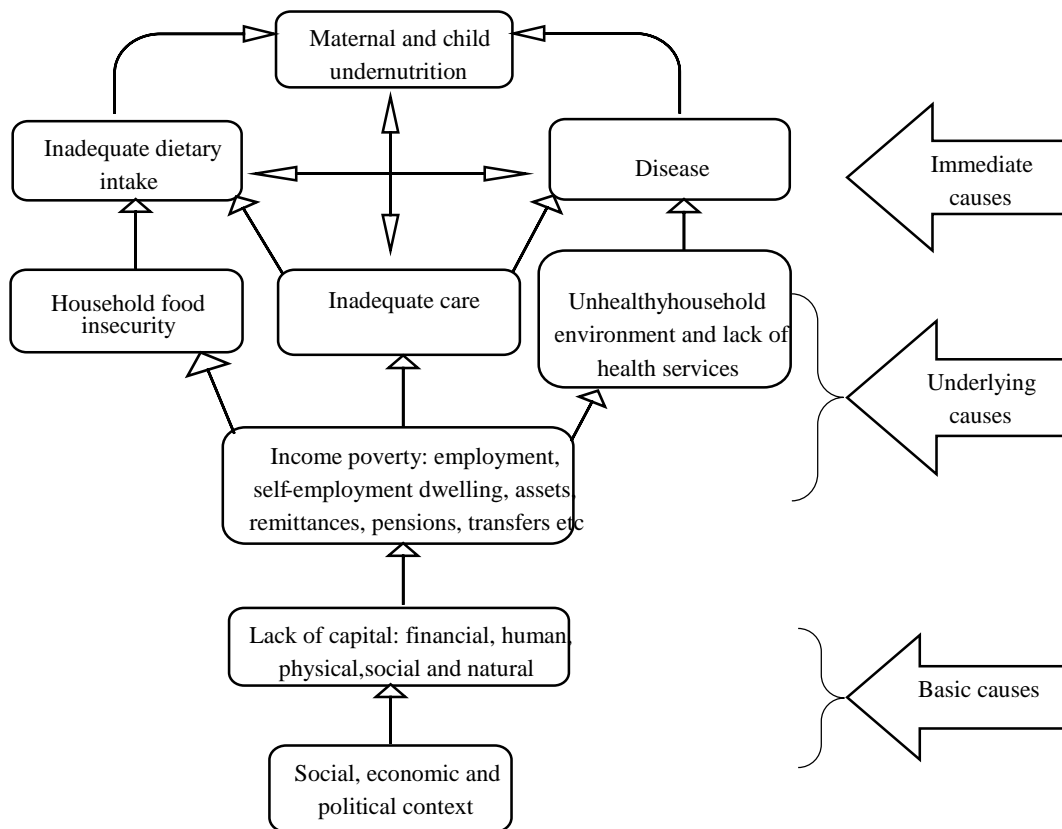 Maternal and child
undernutrition
Inadequate dietary
intake
Disease
Immediate
causes
Household food
insecurity
Inadequate care
Unhealthyhousehold
environment and lack of
health services
Underlying
causes
Income poverty: employment,
self-employment dwelling, assets,
remittances, pensions, transfers etc
Lack of capital: financial, human,
physical,social and natural
Basic causes
Social, economic and
political context